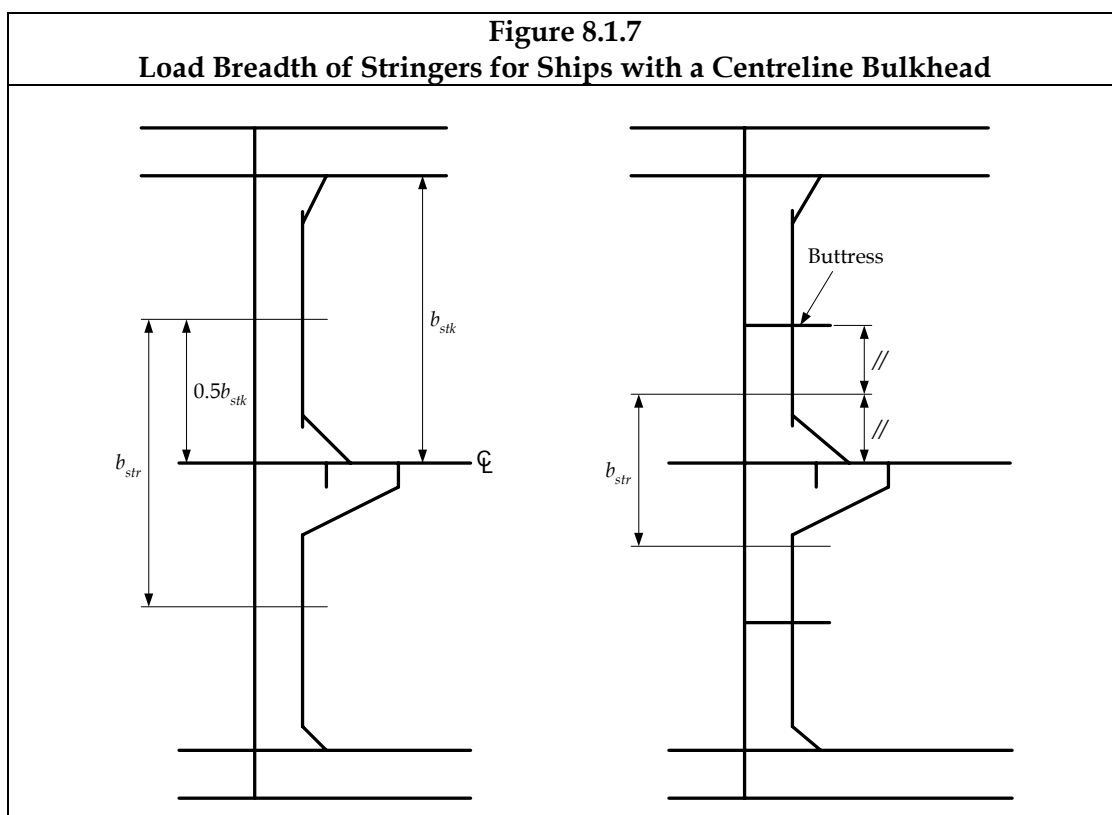 Figure 8.1.7
Load Breadth of Stringers for Ships with a Centreline Bulkhead
Buttress
b_stk
//
0.5b_stk
//
b_str
℄
b_str